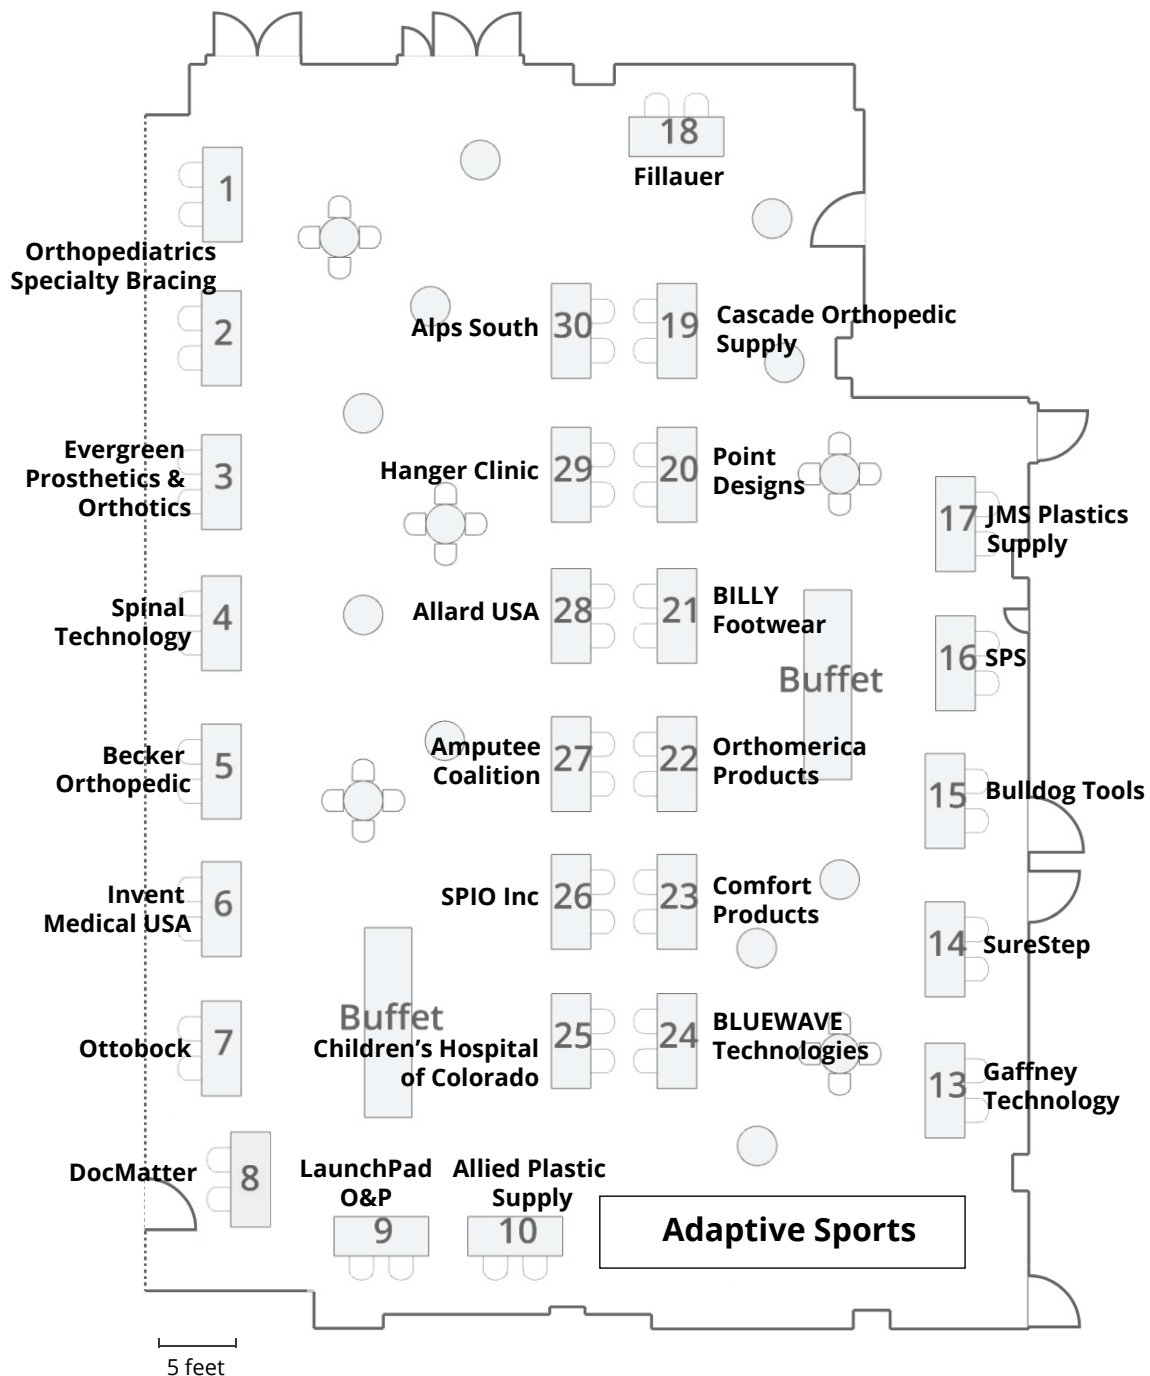 18
Fillauer
1
Orthopediatrics
Specialty Bracing
2
Alps South
30
19
Cascade Orthopedic
Supply
Evergreen
Prosthetics &
Orthotics
3
Hanger Clinic
29
20
Point
Designs
17
JMS Plastics
Supply
Spinal
Technology
4
Allard USA
28
21
BILLY
Footwear
Buffet
16
SPS
Becker
Orthopedic
5
Amputee
Coalition
27
22
Orthomerica
Products
15
Bulldog Tools
Invent
Medical USA
6
SPIO Inc
26
23
Comfort
Products
14
SureStep
Ottobock
7
Buffet
Children’s Hospital
of Colorado
25
24
BLUEWAVE
Technologies
13
Gaffney
Technology
DocMatter
8
LaunchPad
O&P
9
Allied Plastic
Supply
10
Adaptive Sports
5 feet